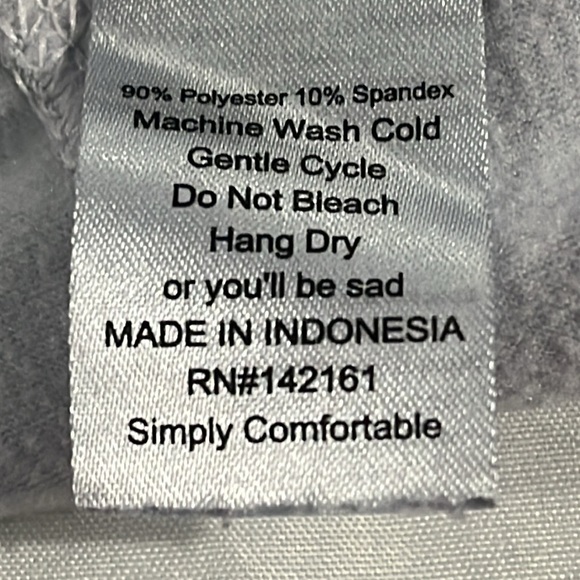 90% Polyester 10% Spandex
Machine Wash Cold
Gentle Cycle
Do Not Bleach
Hang Dry
or you'll be sad
MADE IN INDONESIA
RN#142161
Simply Comfortable